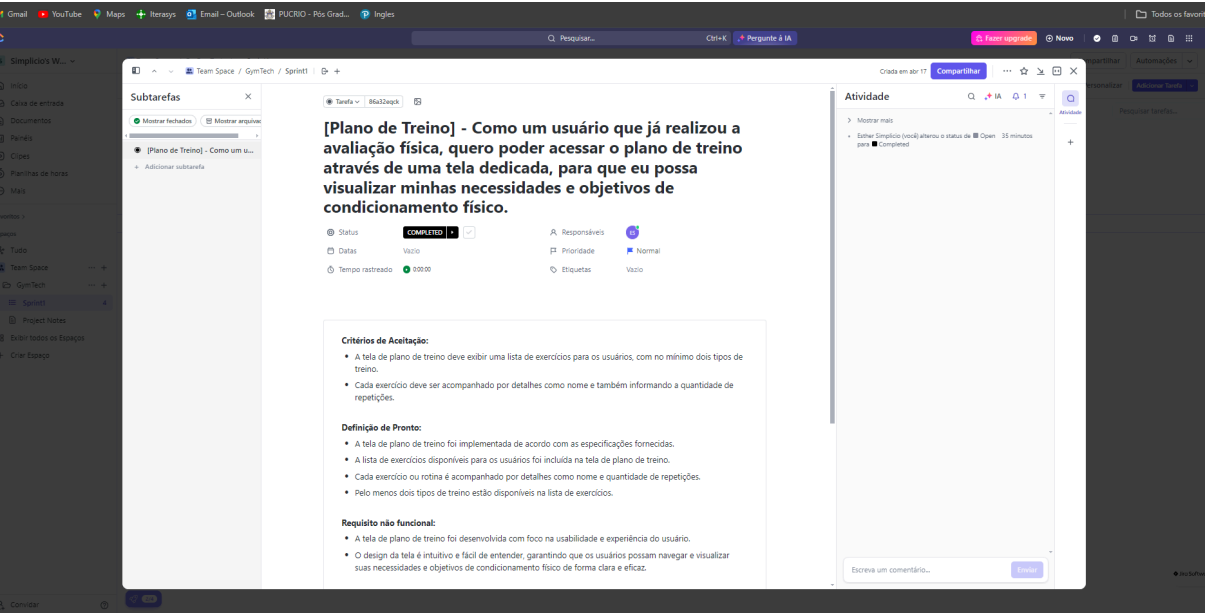 Gmail
YouTube
Maps
Iterasys
Email – Outlook
PUCRIO - Pós Grad...
Ingles
Todos os favorit
Pesquisar...
Ctrl+K
Pergunte à IA
Fazer upgrade
Novo
Simplicio's W...
Início
Caixa de entrada
Documentos
Painéis
Clipes
Planilhas de horas
Mais
Tudo
Team Space
GymTech
Sprint1
Project Notes
Exibir todos os Espaços
Criar Espaço
Convidar
Automações
Adicionar Tarefa
Pesquisar tarefas...
Team Space / GymTech / Sprint1
Criada em abr 17
Compartilhar
Subtarefas
Mostrar fechados
Mostrar arquivac
[Plano de Treino] - Como um u...
+ Adicionar subtarefa
Tarefa
86a32eqck
[Plano de Treino] - Como um usuário que já realizou a
avaliação física, quero poder acessar o plano de treino
através de uma tela dedicada, para que eu possa
visualizar minhas necessidades e objetivos de
condicionamento físico.
Status
COMPLETED
Responsáveis
ES
Datas
Vazio
Prioridade
Normal
Tempo rastreado
0:00:00
Etiquetas
Vazio
Critérios de Aceitação:
• A tela de plano de treino deve exibir uma lista de exercícios para os usuários, com no mínimo dois tipos de
treino.
• Cada exercício deve ser acompanhado por detalhes como nome e também informando a quantidade de
repetições.
Definição de Pronto:
• A tela de plano de treino foi implementada de acordo com as especificações fornecidas.
• A lista de exercícios disponíveis para os usuários foi incluída na tela de plano de treino.
• Cada exercício ou rotina é acompanhado por detalhes como nome e quantidade de repetições.
• Pelo menos dois tipos de treino estão disponíveis na lista de exercícios.
Requisito não funcional:
• A tela de plano de treino foi desenvolvida com foco na usabilidade e experiência do usuário.
• O design da tela é intuitivo e fácil de entender, garantindo que os usuários possam navegar e visualizar
suas necessidades e objetivos de condicionamento físico de forma clara e eficaz.
Atividade
IA
1
Mostrar mais
Esther Simplicio (você) alterou o status de Open 35 minutos
para Completed
Atividade
Escreva um comentário...
Enviar